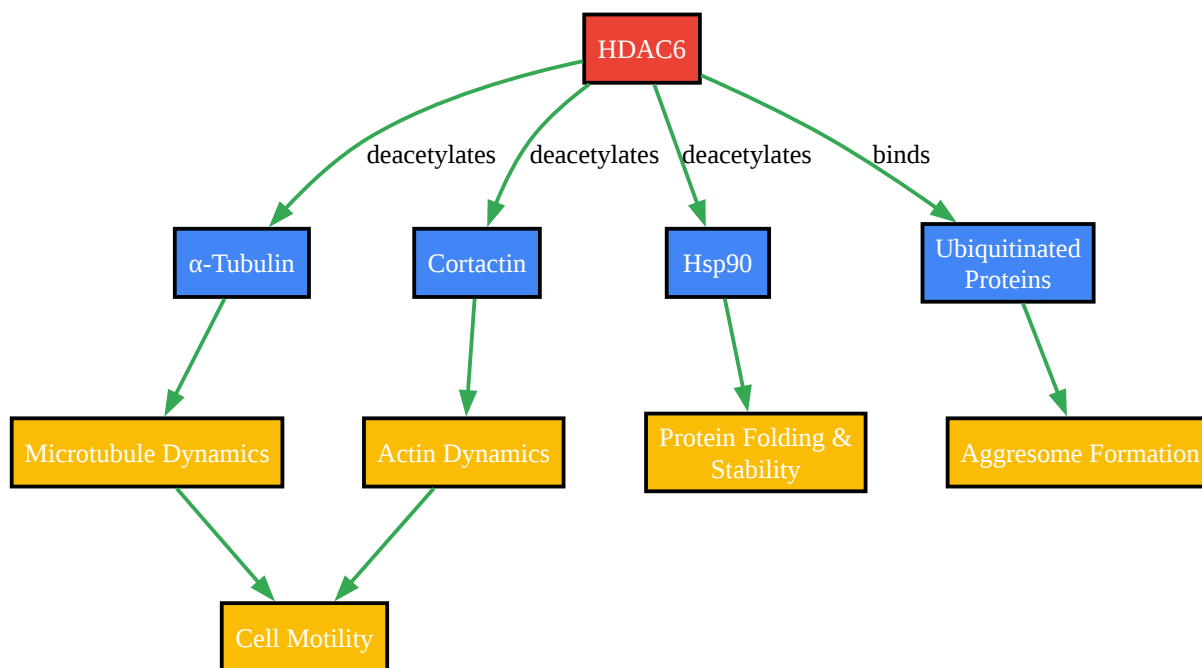 HDAC6
deacetylates
deacetylates
deacetylates
binds
α-Tubulin
Cortactin
Hsp90
Ubiquitinated
Proteins
Microtubule Dynamics
Actin Dynamics
Protein Folding &
Stability
Aggresome Formation
Cell Motility